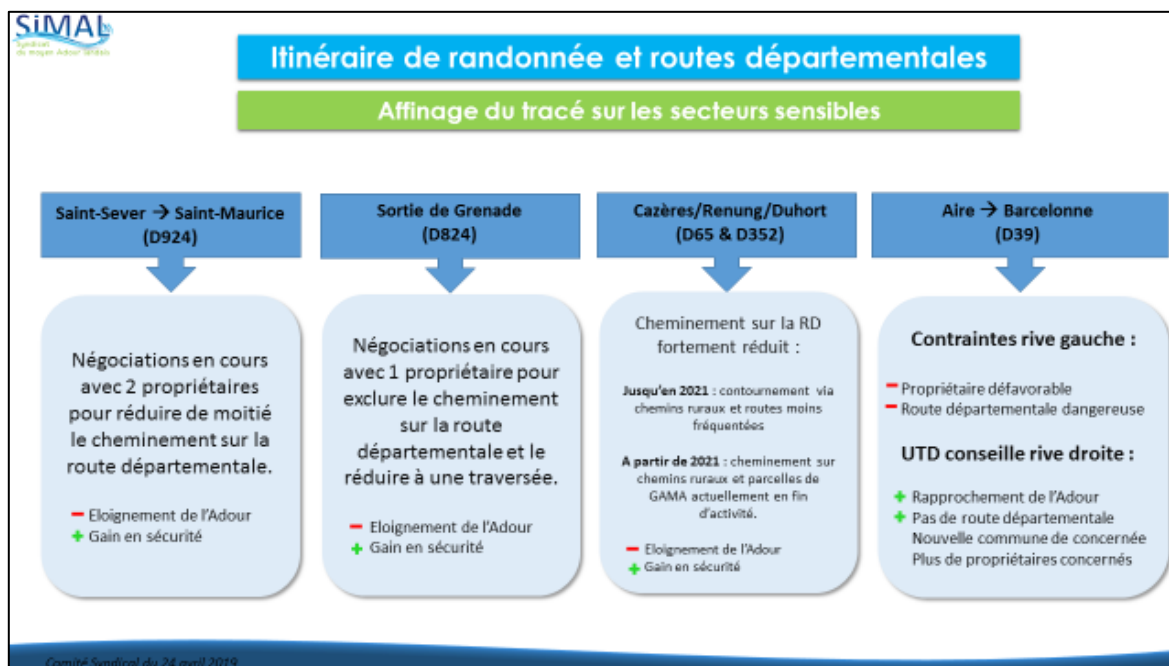 SiMAL
Syndicat
du moyen Adour landais
Itinéraire de randonnée et routes départementales
Affinage du tracé sur les secteurs sensibles
Saint-Sever → Saint-Maurice
(D924)
Négociations en cours
avec 2 propriétaires
pour réduire de moitié
le cheminement sur la
route départementale.
− Eloignement de l'Adour
+ Gain en sécurité
Sortie de Grenade
(D824)
Négociations en cours
avec 1 propriétaire pour
exclure le cheminement
sur la route
départementale et le
réduire à une traversée.
− Eloignement de l'Adour
+ Gain en sécurité
Cazères/Renung/Duhort
(D65 & D352)
Cheminement sur la RD
fortement réduit :
Jusqu'en 2021 : contournement via
chemins ruraux et routes moins
fréquentées
A partir de 2021 : cheminement sur
chemins ruraux et parcelles de
GAMA actuellement en fin
d'activité.
− Eloignement de l'Adour
+ Gain en sécurité
Aire → Barcelonne
(D39)
Contraintes rive gauche :
− Propriétaire défavorable
− Route départementale dangereuse
UTD conseille rive droite :
+ Rapprochement de l'Adour
+ Pas de route départementale
Nouvelle commune de concernée
Plus de propriétaires concernés
Comité Syndical du 24 avril 2019